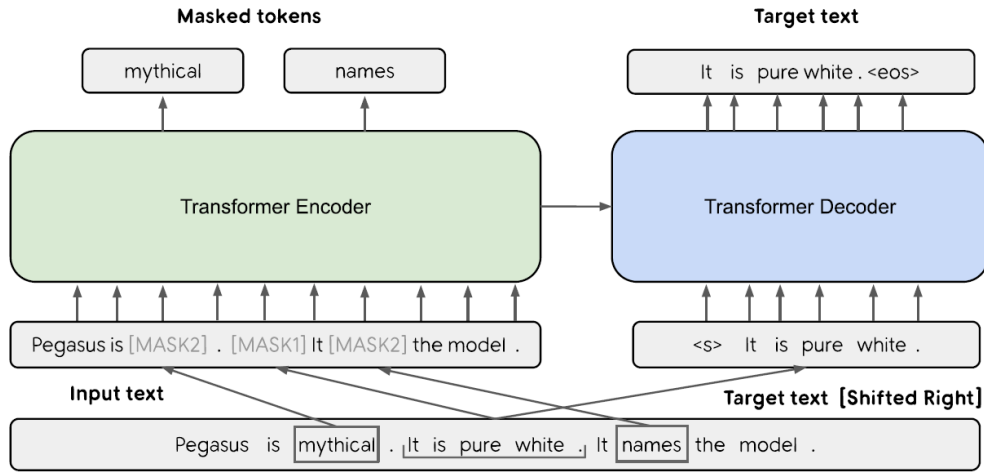 Masked tokens
Target text
mythical
names
It is pure white . <eos>
Transformer Encoder
Transformer Decoder
Pegasus is [MASK2] . [MASK1] It [MASK2] the model .
<s> It is pure white .
Input text
Target text [Shifted Right]
Pegasus is mythical . It is pure white . It names the model .